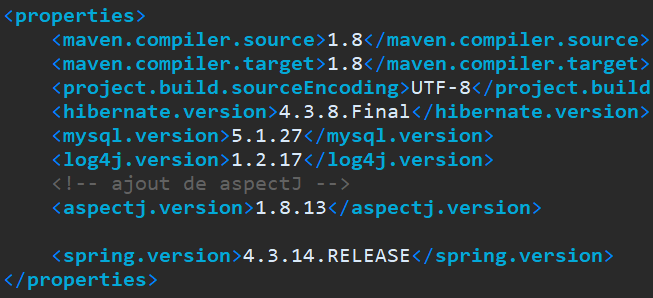 <properties>
<maven.compiler.source>1.8</maven.compiler.source>
<maven.compiler.target>1.8</maven.compiler.target>
<project.build.sourceEncoding>UTF-8</project.build
<hibernate.version>4.3.8.Final</hibernate.version>
<mysql.version>5.1.27</mysql.version>
<log4j.version>1.2.17</log4j.version>
<!-- ajout de aspectJ -->
<aspectj.version>1.8.13</aspectj.version>
<spring.version>4.3.14.RELEASE</spring.version>
</properties>